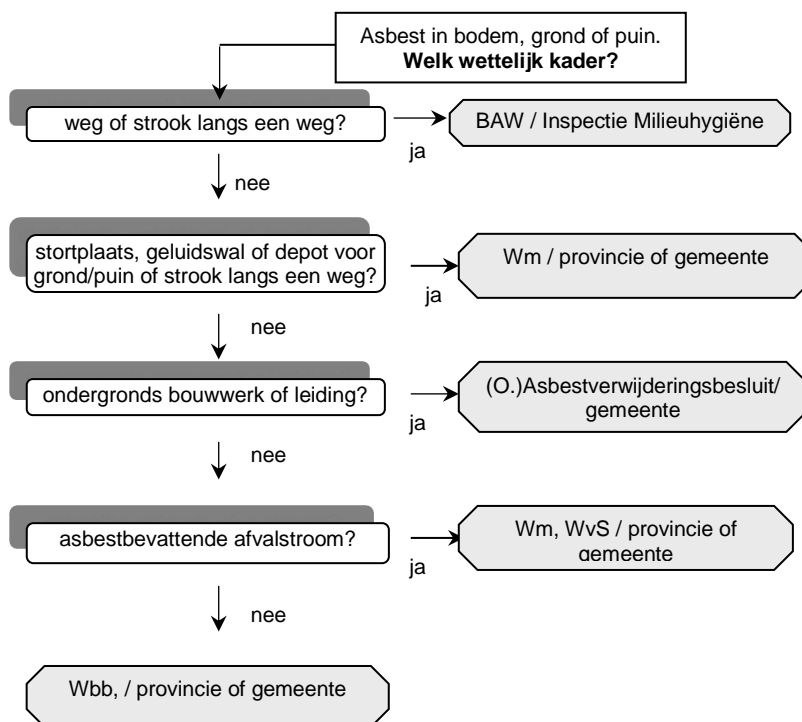 Asbest in bodem, grond of puin.
Welk wettelijk kader?
weg of strook langs een weg?
ja
BAW / Inspectie Milieuhygiëne
nee
stortplaats, geluidswal of depot voor
grond/puin of strook langs een weg?
ja
Wm / provincie of gemeente
nee
ondergronds bouwwerk of leiding?
ja
(O.)Asbestverwijderingsbesluit/
gemeente
nee
asbestbevattende afvalstroom?
ja
Wm, WvS / provincie of
gemeente
nee
Wbb, / provincie of gemeente